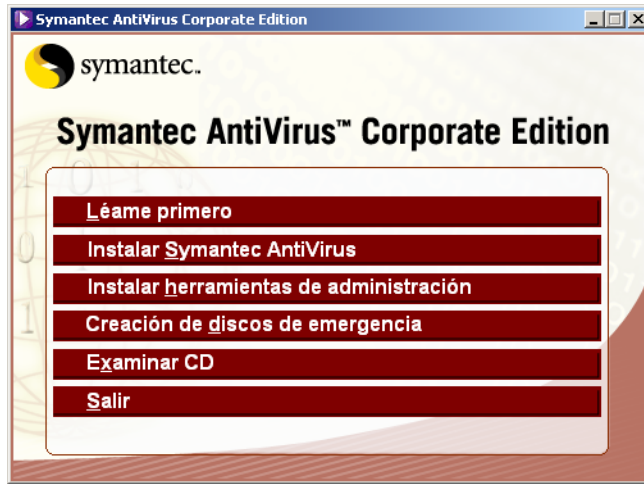 Symantec AntiVirus Corporate Edition
symantec™
Symantec AntiVirus™ Corporate Edition
Léame primero
Instalar Symantec AntiVirus
Instalar herramientas de administración
Creación de discos de emergencia
Examinar CD
Salir